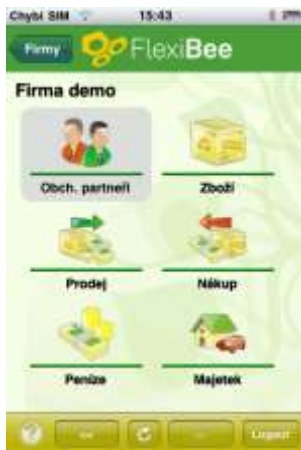 Chybí SIM 15:43
Firmy FlexiBee
Firma demo
Obch. partneři Zboží
Prodej Nákup
Peníze Majetek
Logout